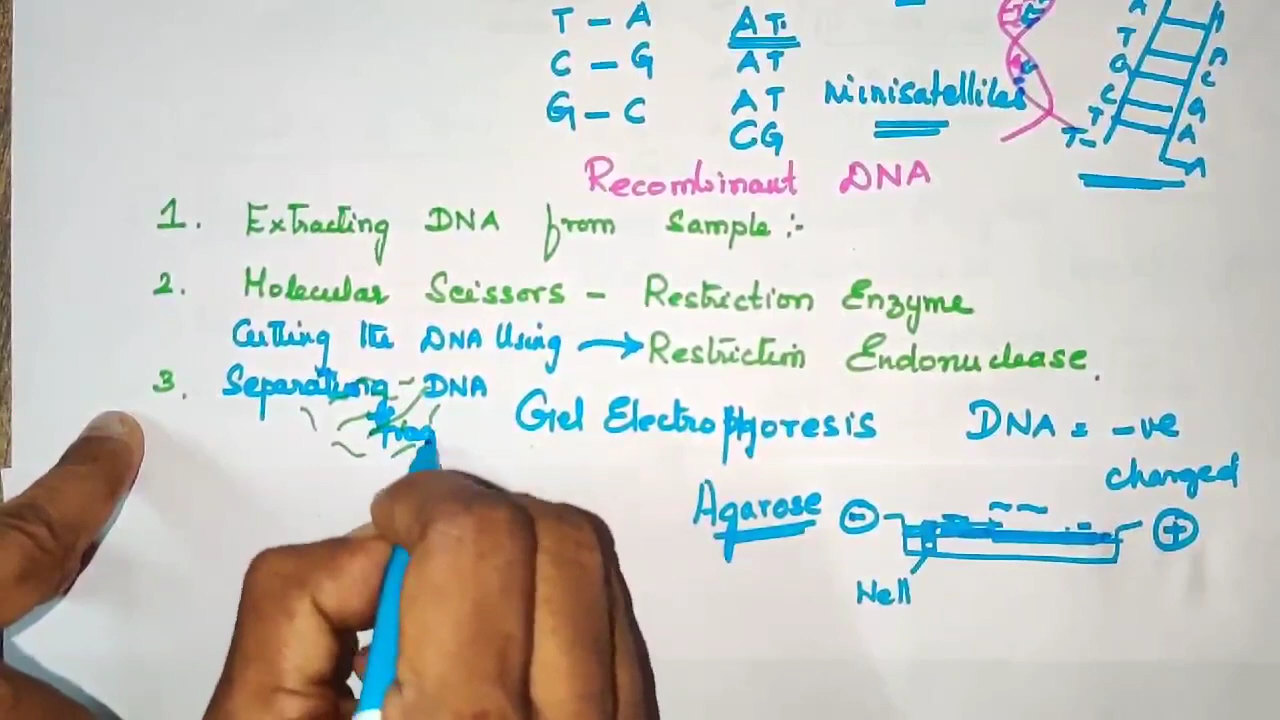 T - A AT
C - G AT
G - C AT minisatellites
CG
Recombinant DNA
1. Extracting DNA from Sample :-
2. Molecular Scissors - Restriction Enzyme
Cutting the DNA Using → Restriction Endonuclease.
3. Separating - DNA
frag
Gel Electrophoresis DNA = -ve
charged
Agarose - +
Well
A
T
G C
C G
T A
T-